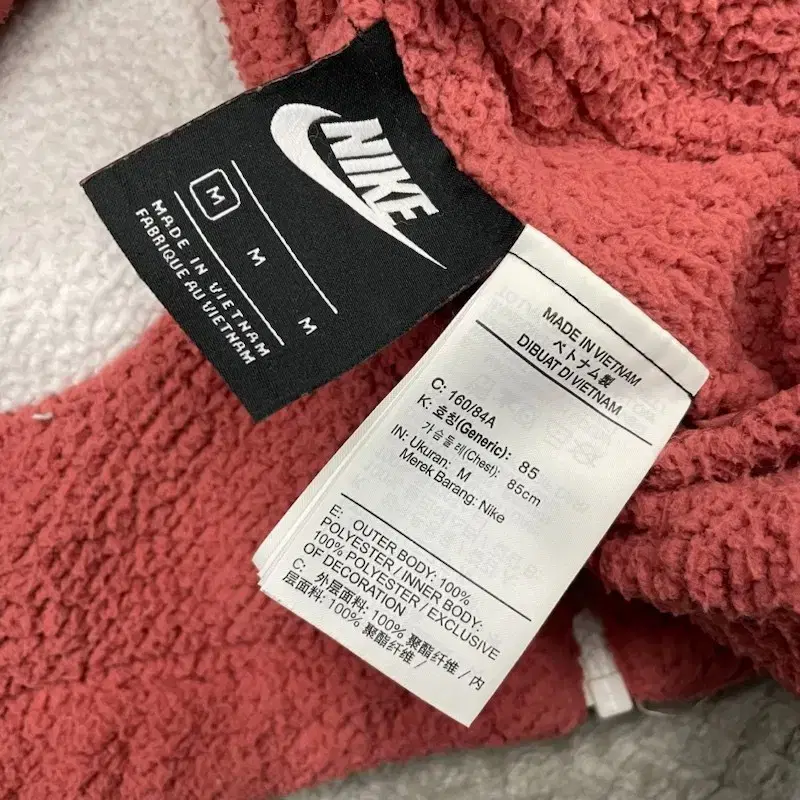 NIKE
M
M
M
MADE IN VIETNAM
FABRIQUE AU VIETNAM
MADE IN VIETNAM
ベトナム製
DIBUAT DI VIETNAM
C: 160/84A
K: 호칭(Generic): 85
가슴둘레(Chest): 85cm
IN: Ukuran: M
Merek Barang: Nike
E: OUTER BODY: 100%
POLYESTER / INNER BODY:
100% POLYESTER / EXCLUSIVE
OF DECORATION
C: 外层面料: 100% 聚酯纤维 / 内
层面料: 100% 聚酯纤维 /